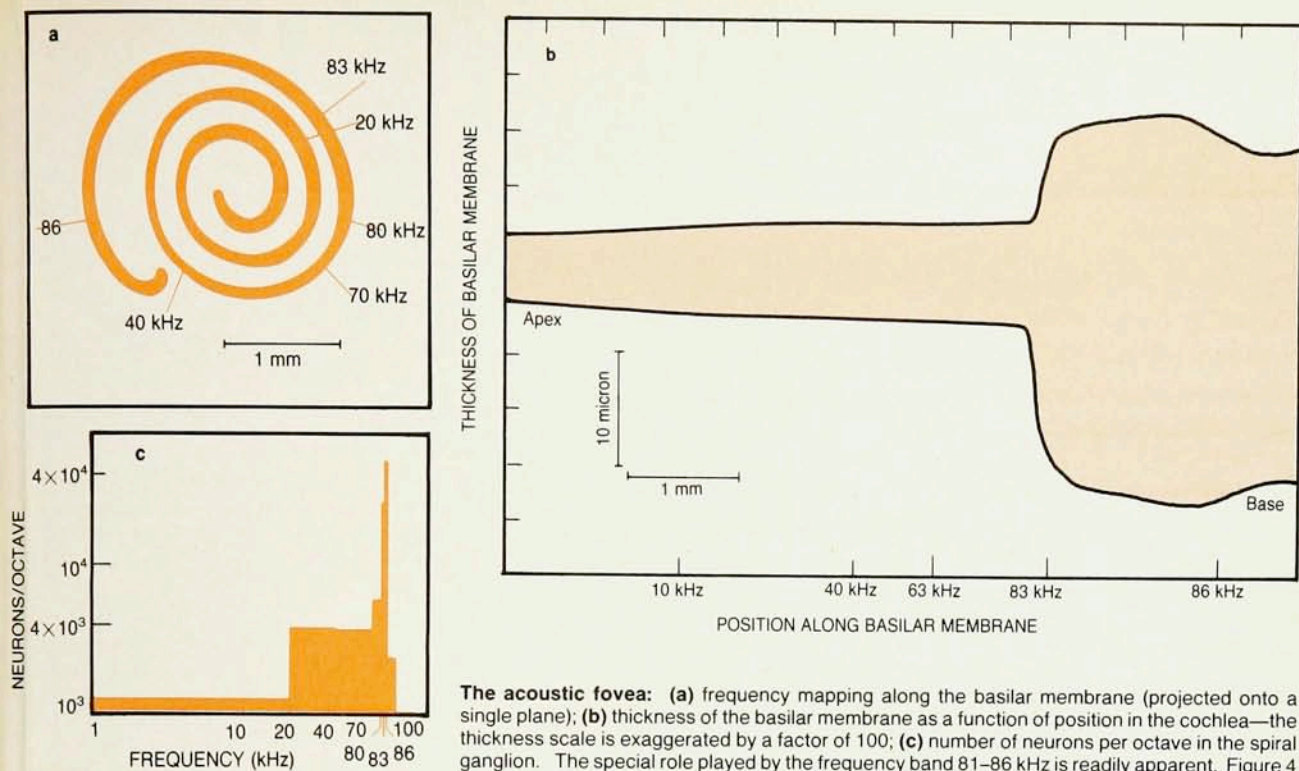 a
83 kHz
20 kHz
86
80 kHz
70 kHz
40 kHz
1 mm
b
THICKNESS OF BASILAR MEMBRANE
Apex
10 micron
1 mm
Base
10 kHz 40 kHz 63 kHz 83 kHz 86 kHz
POSITION ALONG BASILAR MEMBRANE
c
NEURONS/OCTAVE
4×10⁴
10⁴
4×10³
10³
1 10 20 40 70 100
80 83 86
FREQUENCY (kHz)
The acoustic fovea: (a) frequency mapping along the basilar membrane (projected onto a
single plane); (b) thickness of the basilar membrane as a function of position in the cochlea—the
thickness scale is exaggerated by a factor of 100; (c) number of neurons per octave in the spiral
ganglion. The special role played by the frequency band 81–86 kHz is readily apparent. Figure 4